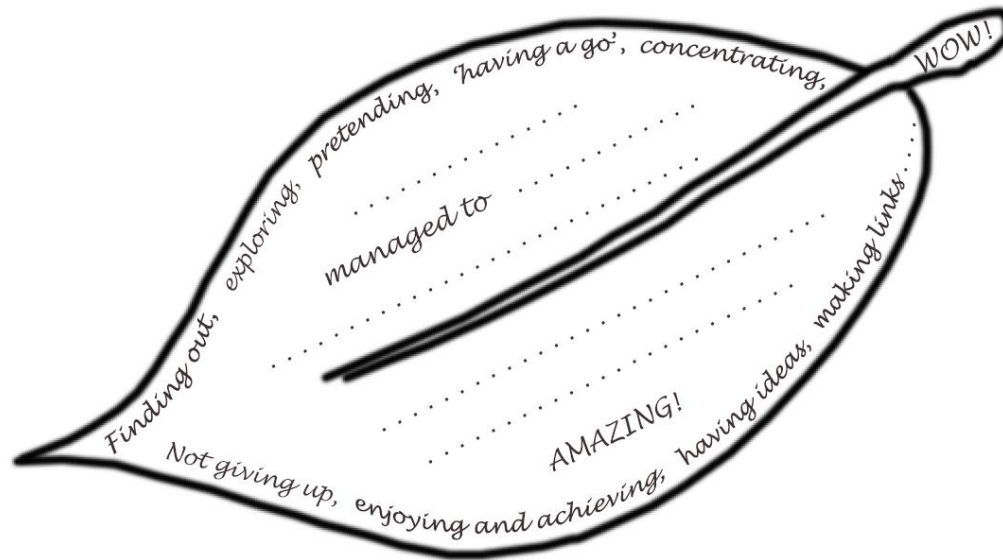 WOW!
Finding out, exploring, pretending, 'having a go', concentrating,
Not giving up, enjoying and achieving, having ideas, making links.....
....................
managed to ....................
........................................
........................................
..............................
AMAZING!